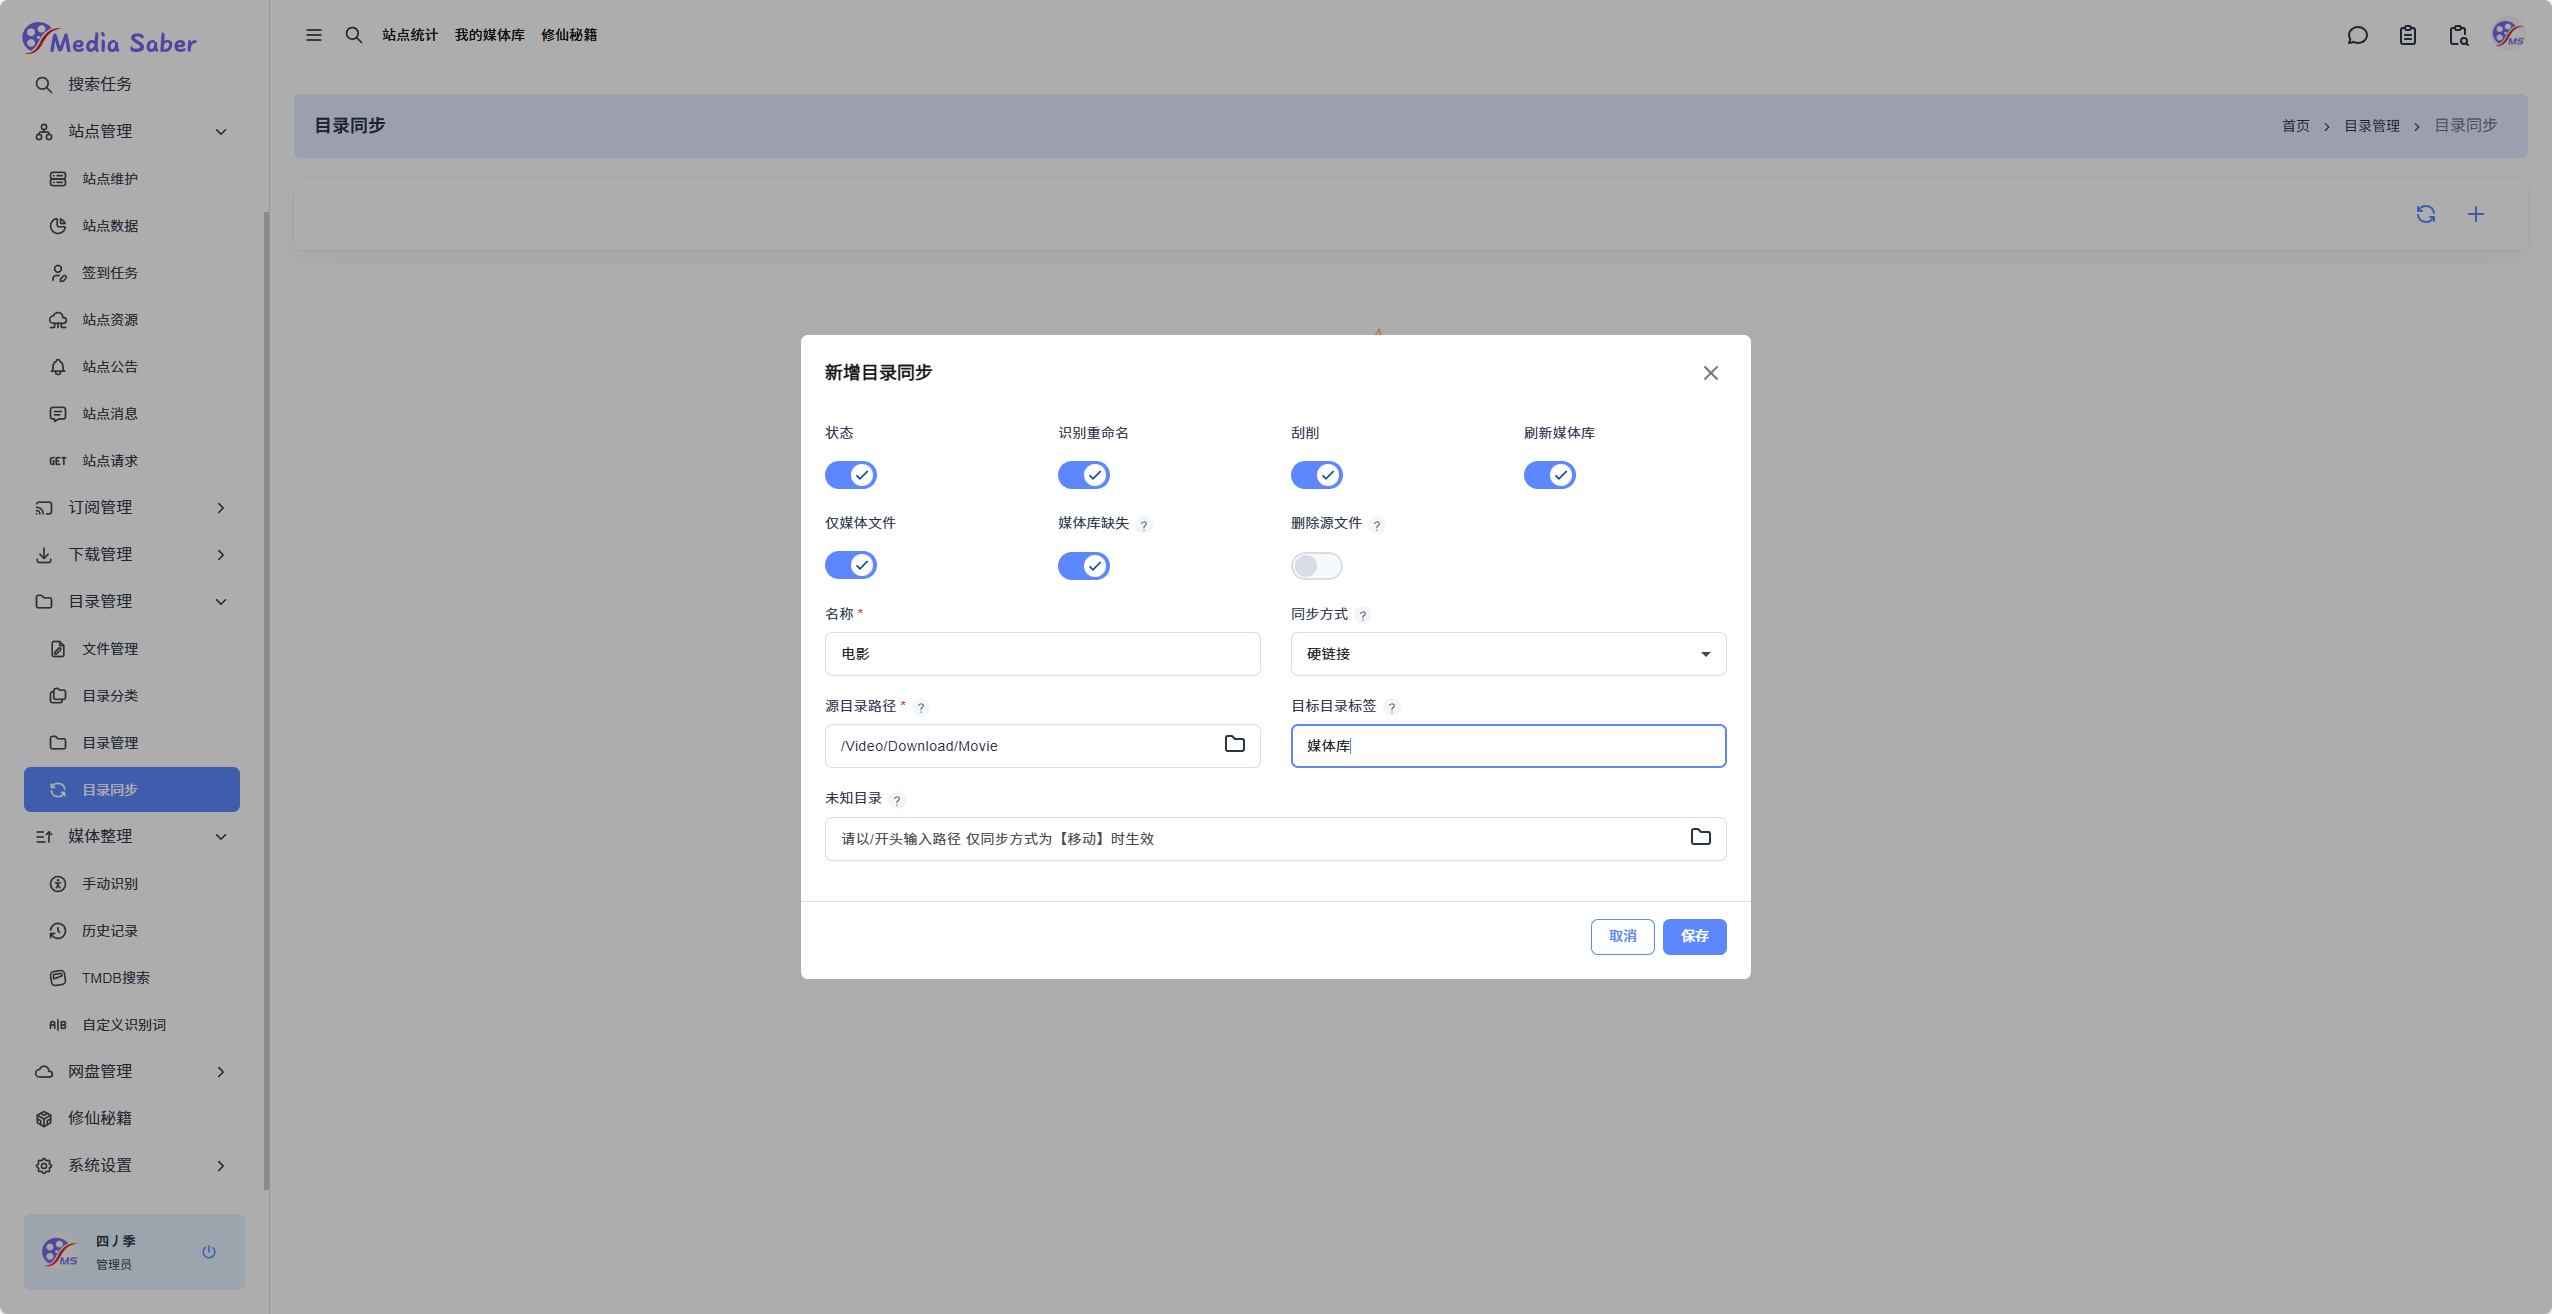 Media Saber
搜索任务
站点管理
站点维护
站点数据
签到任务
站点资源
站点公告
站点消息
GET 站点请求
订阅管理
下载管理
目录管理
文件管理
目录分类
目录管理
目录同步
媒体整理
手动识别
历史记录
TMDB搜索
A|B 自定义识别词
网盘管理
修仙秘籍
系统设置
MS
四丿季
管理员
站点统计 我的媒体库 修仙秘籍
MS
目录同步
首页 > 目录管理 > 目录同步
新增目录同步
状态 识别重命名 刮削 刷新媒体库
仅媒体文件 媒体库缺失 ? 删除源文件 ?
名称 * 同步方式 ?
电影 硬链接
源目录路径 * ? 目标目录标签 ?
/Video/Download/Movie 媒体库
未知目录 ?
请以/开头输入路径 仅同步方式为【移动】时生效
取消 保存